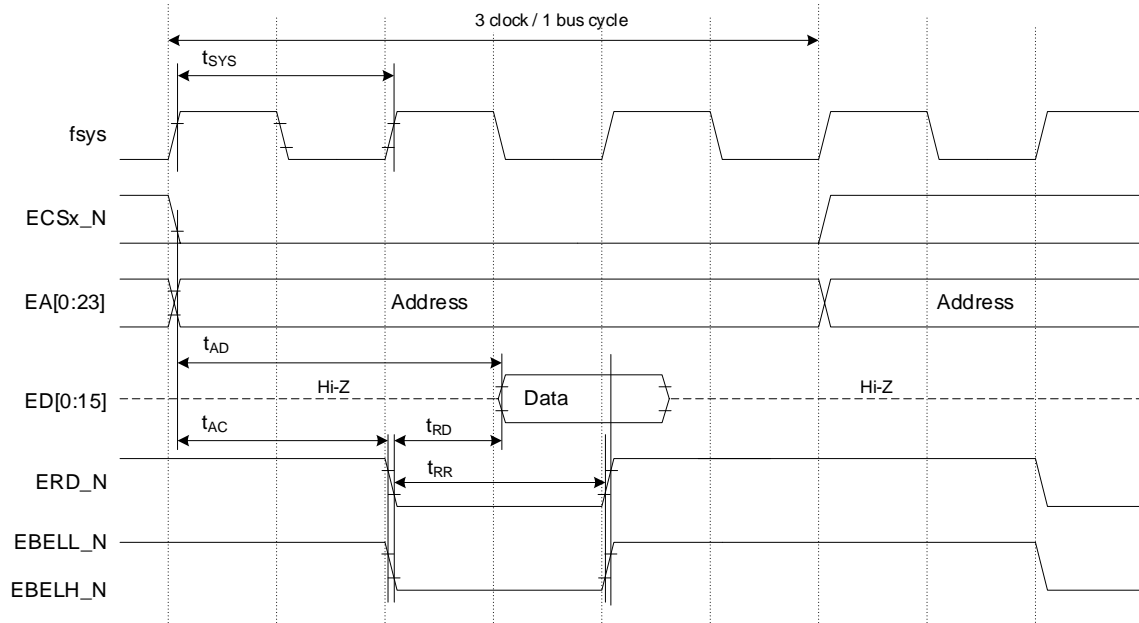 3 clock / 1 bus cycle
tSYS
fsys
ECSx_N
EA[0:23]
Address
Address
tAD
ED[0:15]
Hi-Z
Data
Hi-Z
tAC
tRD
ERD_N
tRR
EBELL_N
EBELH_N